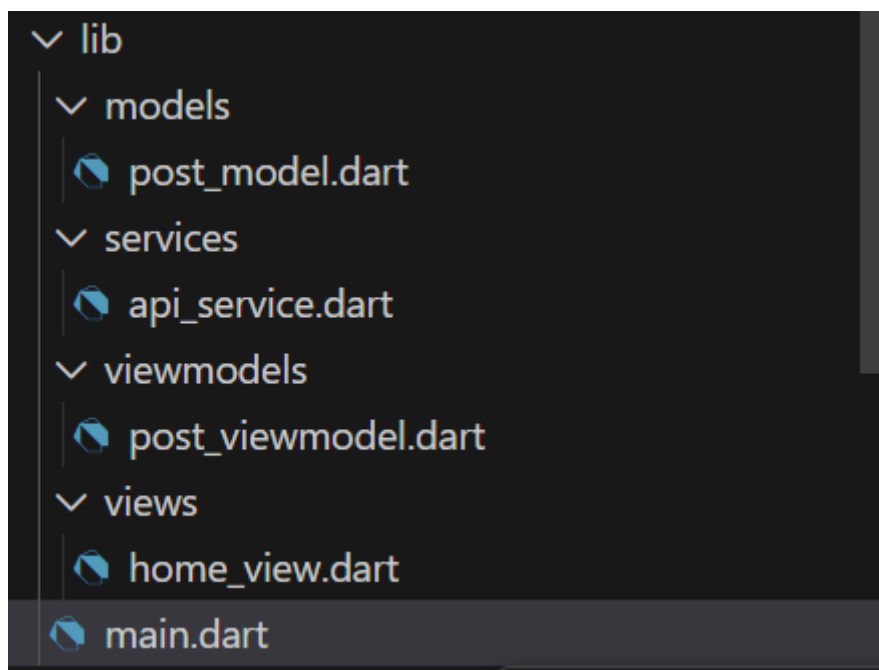 lib
models
post_model.dart
services
api_service.dart
viewmodels
post_viewmodel.dart
views
home_view.dart
main.dart